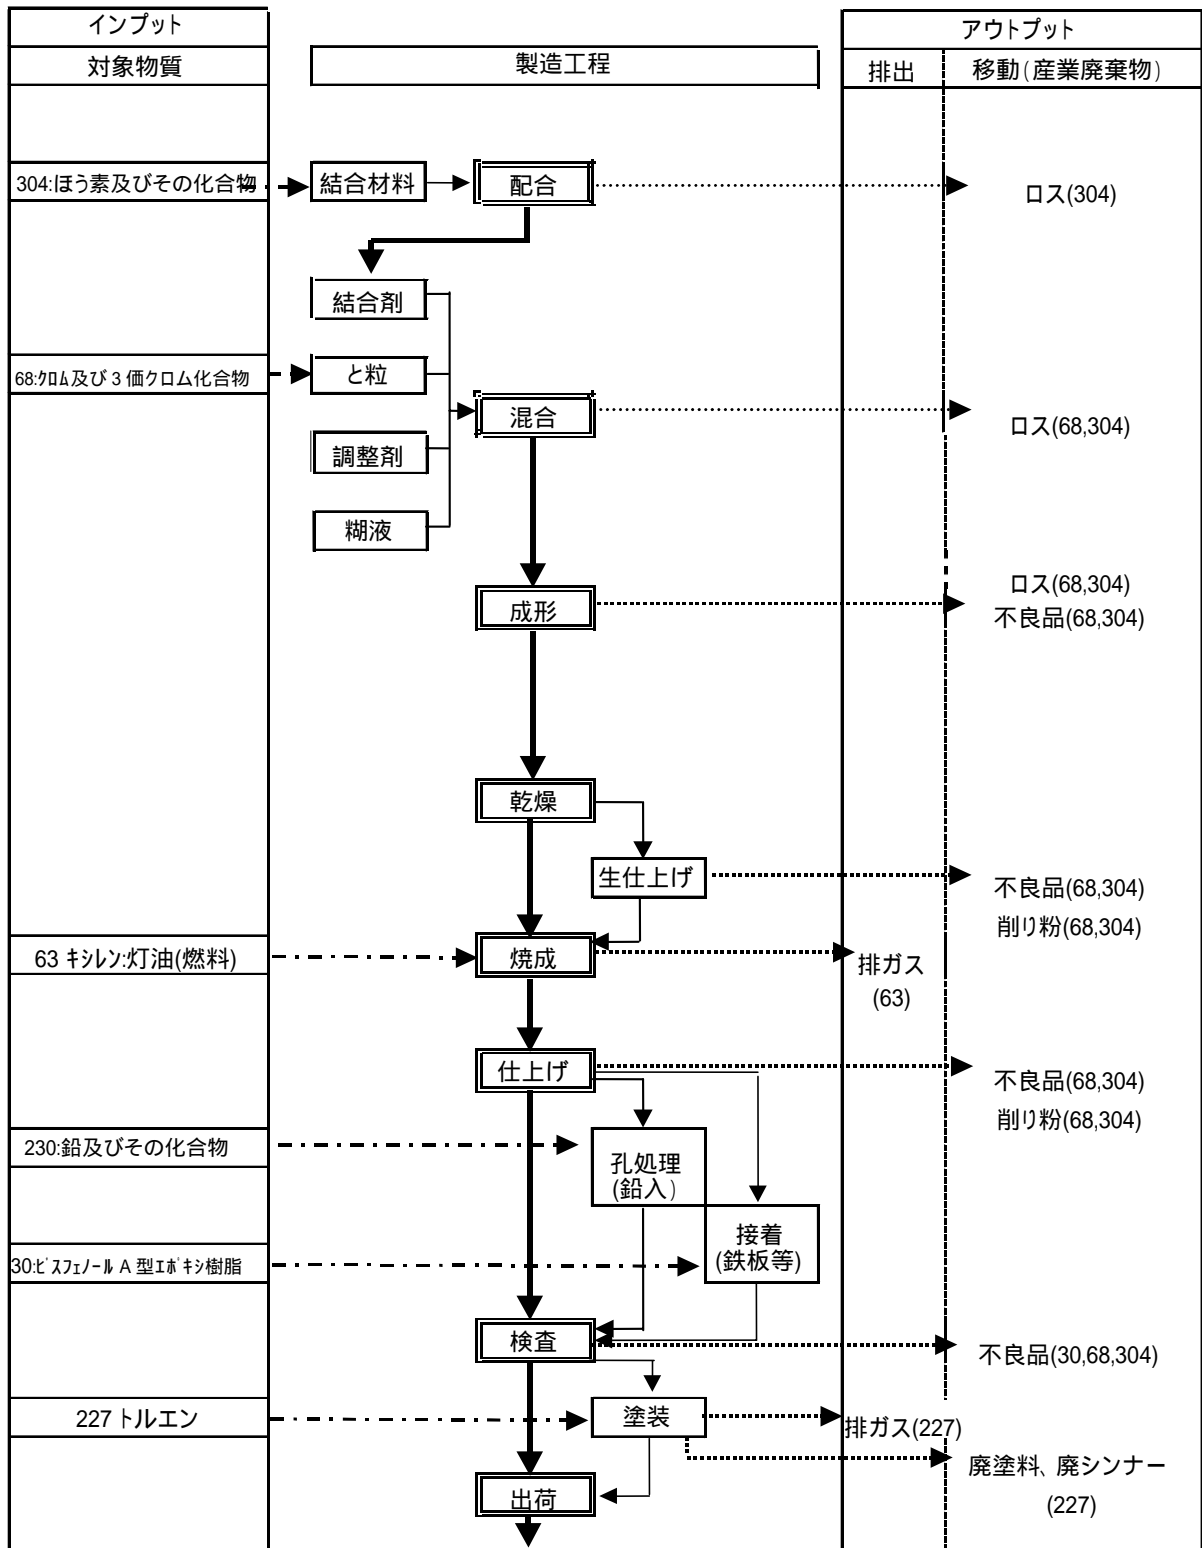 インプット
アウトプット
対象物質
製造工程
排出
移動(産業廃棄物)
304:ほう素及びその化合物
結合材料
配合
ロス(304)
結合剤
68:ｸﾛﾑ及び 3 価クロム化合物
と粒
混合
ロス(68,304)
調整剤
糊液
ロス(68,304)
成形
不良品(68,304)
乾燥
生仕上げ
不良品(68,304)
削り粉(68,304)
63 ｷｼﾚﾝ:灯油(燃料)
焼成
排ガス
(63)
仕上げ
不良品(68,304)
削り粉(68,304)
230:鉛及びその化合物
孔処理
(鉛入)
接着
(鉄板等)
30:ﾋﾞｽﾌｪﾉｰﾙ A 型ｴﾎﾟｷｼ樹脂
検査
不良品(30,68,304)
227 トルエン
塗装
排ガス(227)
廃塗料、廃シンナー
(227)
出荷